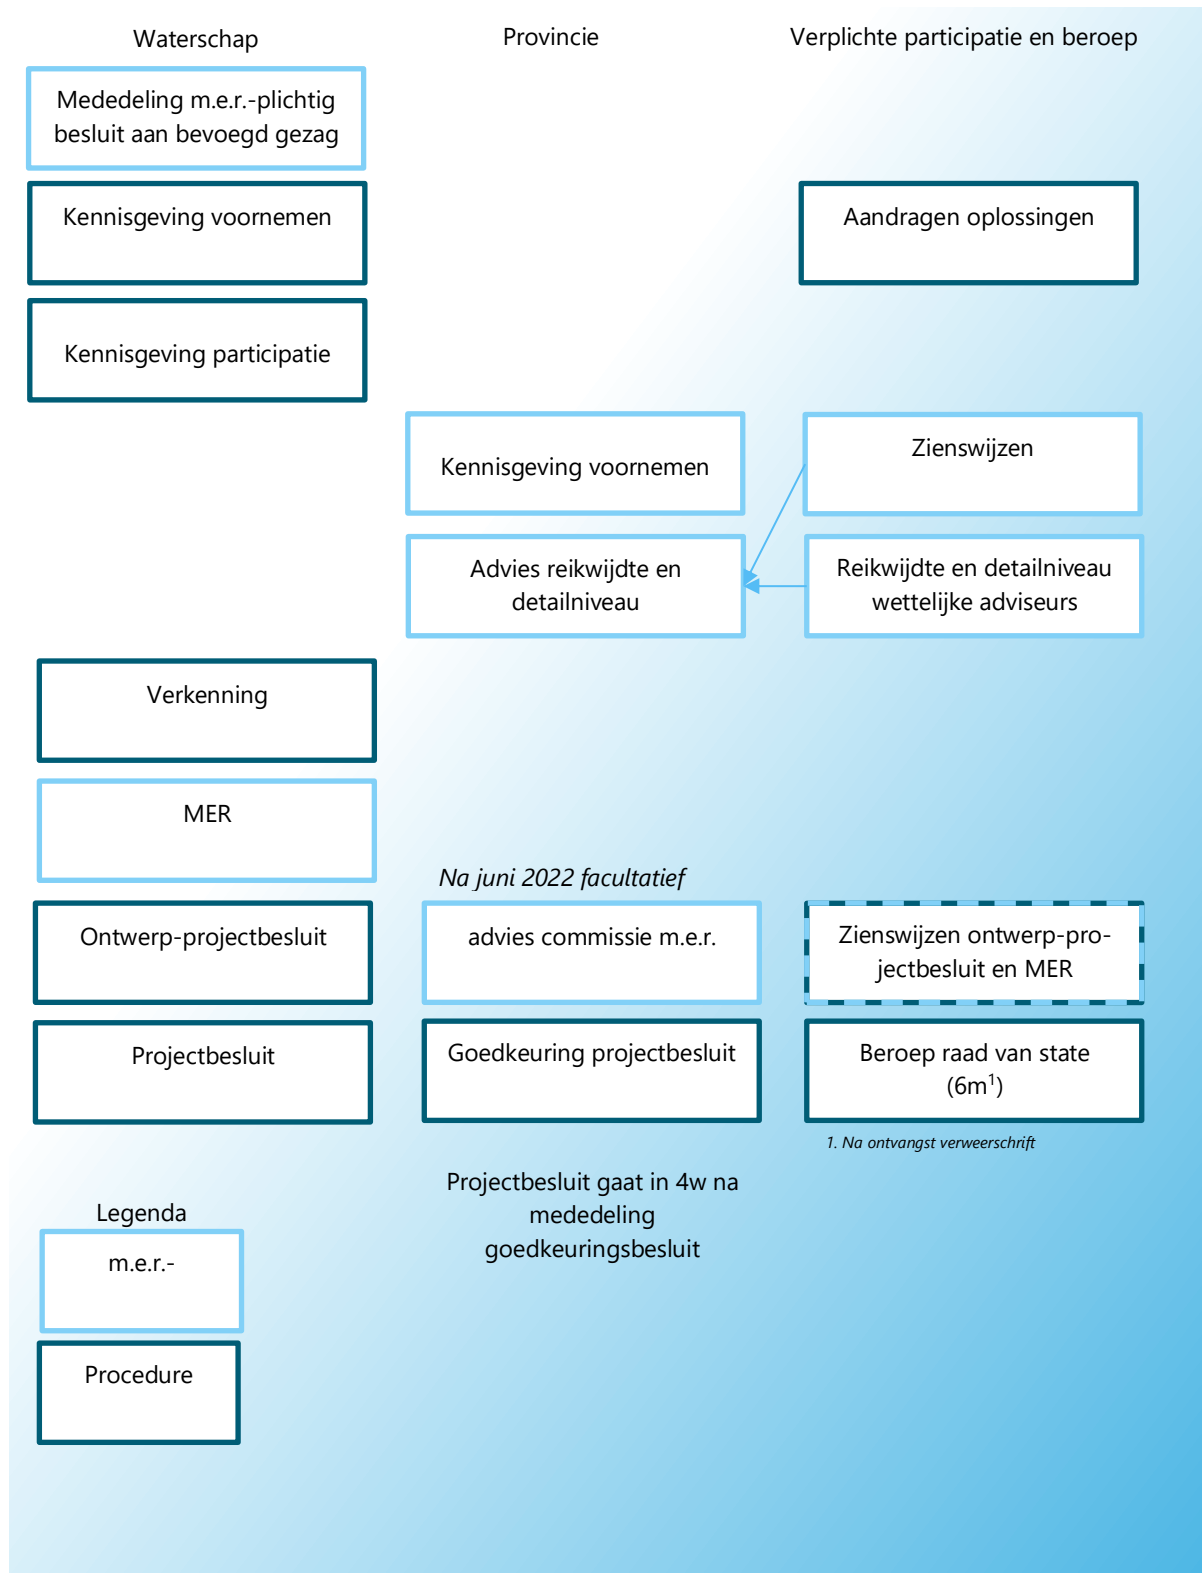 Waterschap
Provincie
Verplichte participatie en beroep
Mededeling m.e.r.-plichtig
besluit aan bevoegd gezag
Kennisgeving voornemen
Aandragen oplossingen
Kennisgeving participatie
Kennisgeving voornemen
Zienswijzen
Advies reikwijdte en
detailniveau
Reikwijdte en detailniveau
wettelijke adviseurs
Verkenning
MER
Na juni 2022 facultatief
Ontwerp-projectbesluit
advies commissie m.e.r.
Zienswijzen ontwerp-pro-
jectbesluit en MER
Projectbesluit
Goedkeuring projectbesluit
Beroep raad van state
(6m¹)
1. Na ontvangst verweerschrift
Projectbesluit gaat in 4w na
mededeling
goedkeuringsbesluit
Legenda
m.e.r.-
Procedure